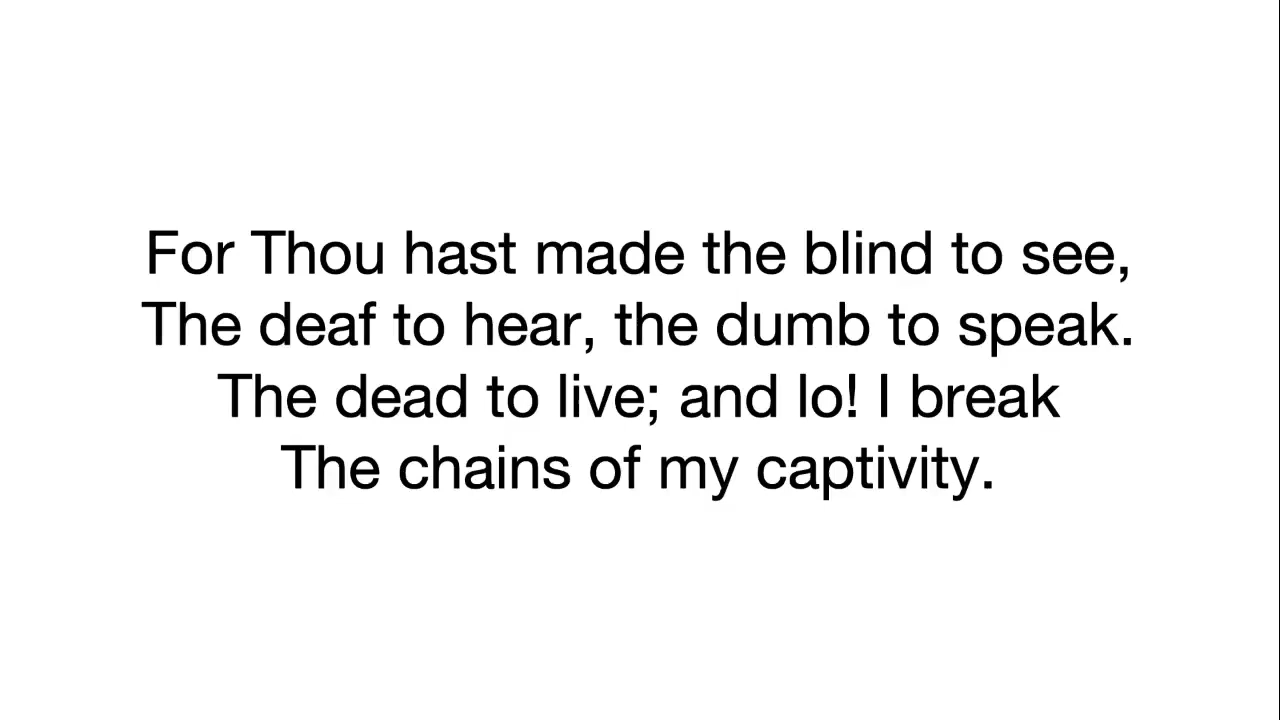 For Thou hast made the blind to see,
The deaf to hear, the dumb to speak.
The dead to live; and lo! I break
The chains of my captivity.